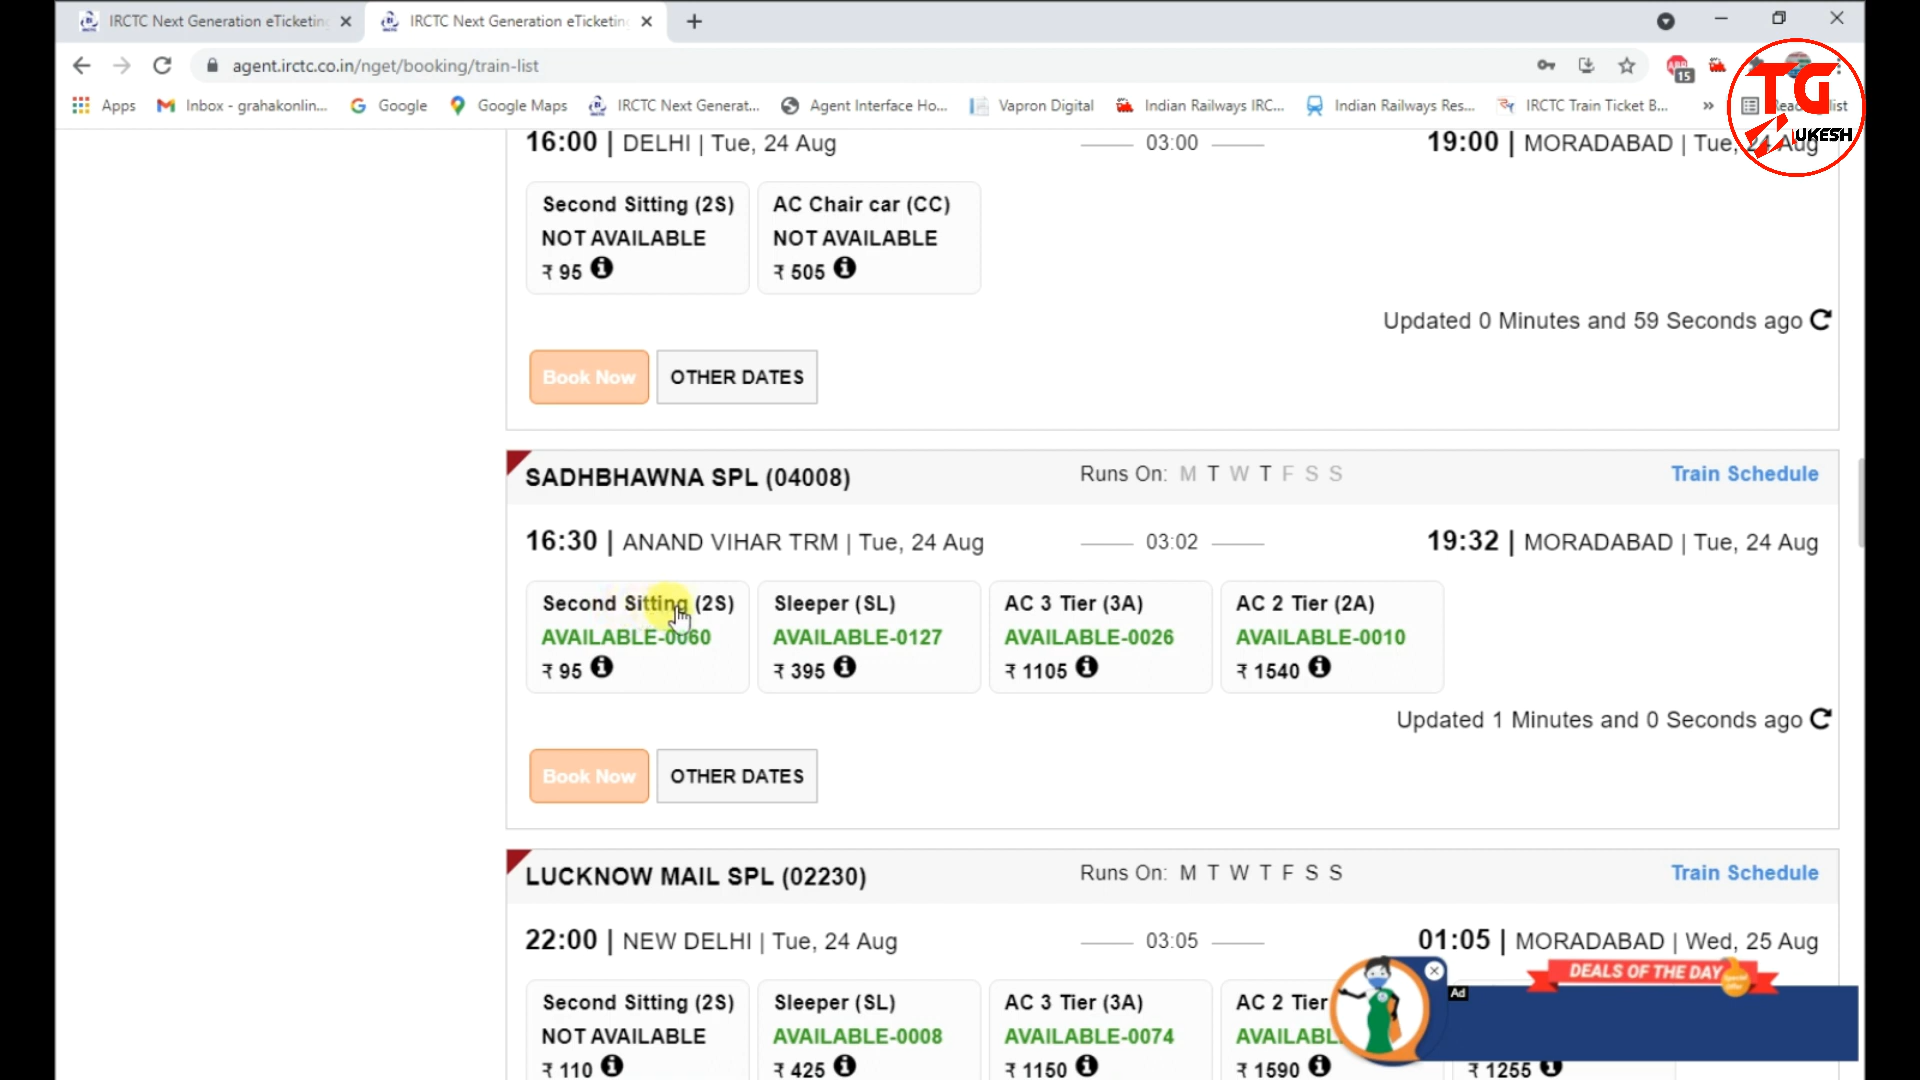 IRCTC Next Generation eTicketing
IRCTC Next Generation eTicketing
agent.irctc.co.in/nget/booking/train-list
15
Apps
Inbox - grahakonlin...
Google
Google Maps
IRCTC Next Generat...
Agent Interface Ho...
Vapron Digital
Indian Railways IRC...
Indian Railways Res...
IRCTC Train Ticket B...
»
TG
UKESH
16:00 | DELHI | Tue, 24 Aug
03:00
19:00 | MORADABAD | Tue, 24 Aug
Second Sitting (2S)
NOT AVAILABLE
₹ 95
AC Chair car (CC)
NOT AVAILABLE
₹ 505
Updated 0 Minutes and 59 Seconds ago
Book Now
OTHER DATES
SADHBHAWNA SPL (04008)
Runs On: M T W T F S S
Train Schedule
16:30 | ANAND VIHAR TRM | Tue, 24 Aug
03:02
19:32 | MORADABAD | Tue, 24 Aug
Second Sitting (2S)
AVAILABLE-0060
₹ 95
Sleeper (SL)
AVAILABLE-0127
₹ 395
AC 3 Tier (3A)
AVAILABLE-0026
₹ 1105
AC 2 Tier (2A)
AVAILABLE-0010
₹ 1540
Updated 1 Minutes and 0 Seconds ago
Book Now
OTHER DATES
LUCKNOW MAIL SPL (02230)
Runs On: M T W T F S S
Train Schedule
22:00 | NEW DELHI | Tue, 24 Aug
03:05
01:05 | MORADABAD | Wed, 25 Aug
Second Sitting (2S)
NOT AVAILABLE
₹ 110
Sleeper (SL)
AVAILABLE-0008
₹ 425
AC 3 Tier (3A)
AVAILABLE-0074
₹ 1150
AC 2 Tier
₹ 1590
₹ 1255
Ad
DEALS OF THE DAY